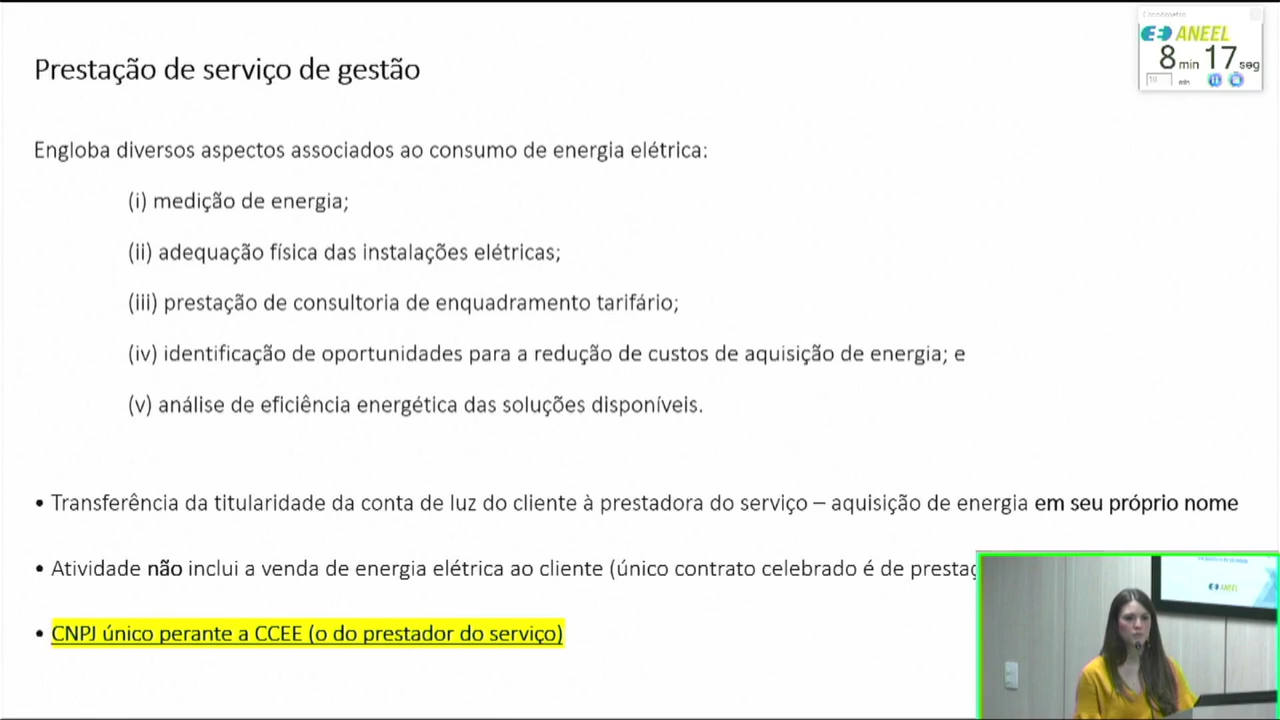 Cronômetro
ANEEL
8 min 17 seg
10 min
Prestação de serviço de gestão
Engloba diversos aspectos associados ao consumo de energia elétrica:
(i) medição de energia;
(ii) adequação física das instalações elétricas;
(iii) prestação de consultoria de enquadramento tarifário;
(iv) identificação de oportunidades para a redução de custos de aquisição de energia; e
(v) análise de eficiência energética das soluções disponíveis.
• Transferência da titularidade da conta de luz do cliente à prestadora do serviço – aquisição de energia em seu próprio nome
• Atividade não inclui a venda de energia elétrica ao cliente (único contrato celebrado é de prestaç
• CNPJ único perante a CCEE (o do prestador do serviço)
ANEEL